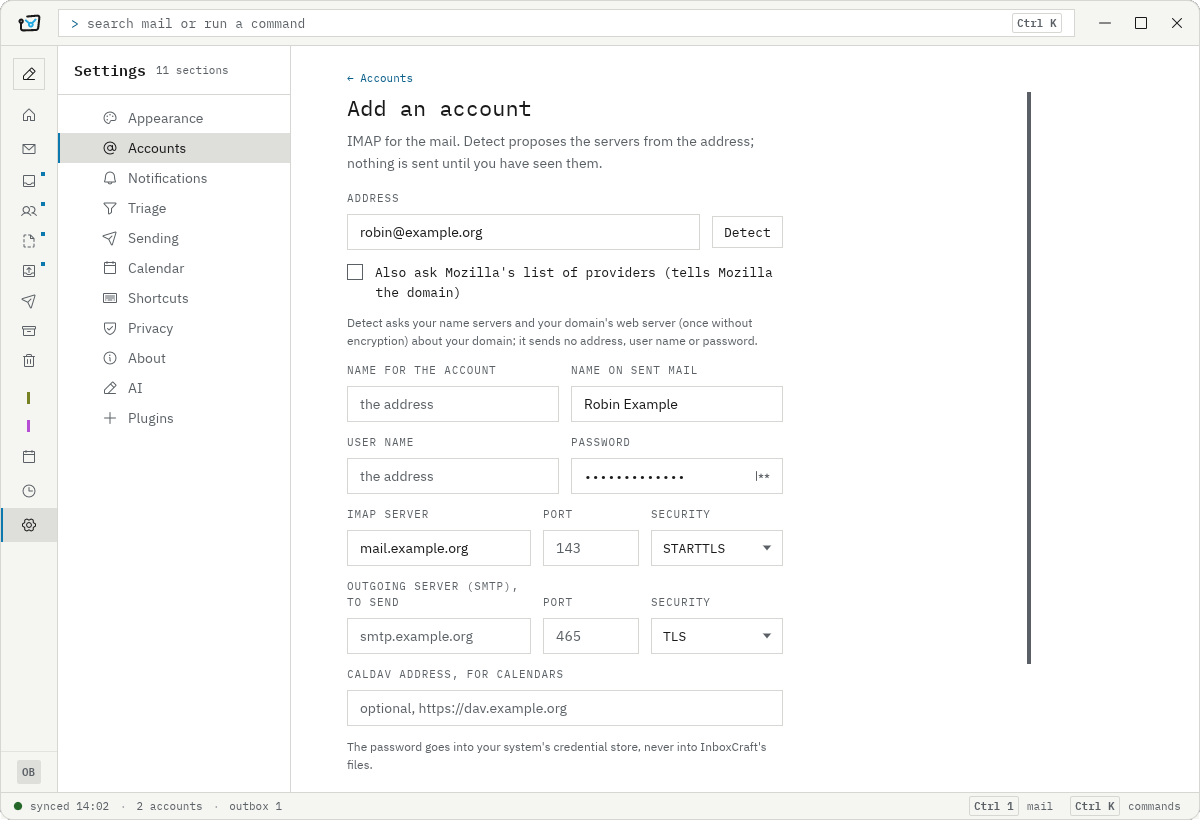 > search mail or run a command Ctrl K
Settings 11 sections
Appearance
Accounts
Notifications
Triage
Sending
Calendar
Shortcuts
Privacy
About
AI
Plugins
← Accounts
Add an account
IMAP for the mail. Detect proposes the servers from the address;
nothing is sent until you have seen them.
ADDRESS
robin@example.org Detect
Also ask Mozilla's list of providers (tells Mozilla
the domain)
Detect asks your name servers and your domain's web server (once without
encryption) about your domain; it sends no address, user name or password.
NAME FOR THE ACCOUNT NAME ON SENT MAIL
the address Robin Example
USER NAME PASSWORD
the address ••••••••••••• |**
IMAP SERVER PORT SECURITY
mail.example.org 143 STARTTLS
OUTGOING SERVER (SMTP),
TO SEND PORT SECURITY
smtp.example.org 465 TLS
CALDAV ADDRESS, FOR CALENDARS
optional, https://dav.example.org
The password goes into your system's credential store, never into InboxCraft's
files.
OB
synced 14:02 · 2 accounts · outbox 1 Ctrl 1 mail Ctrl K commands